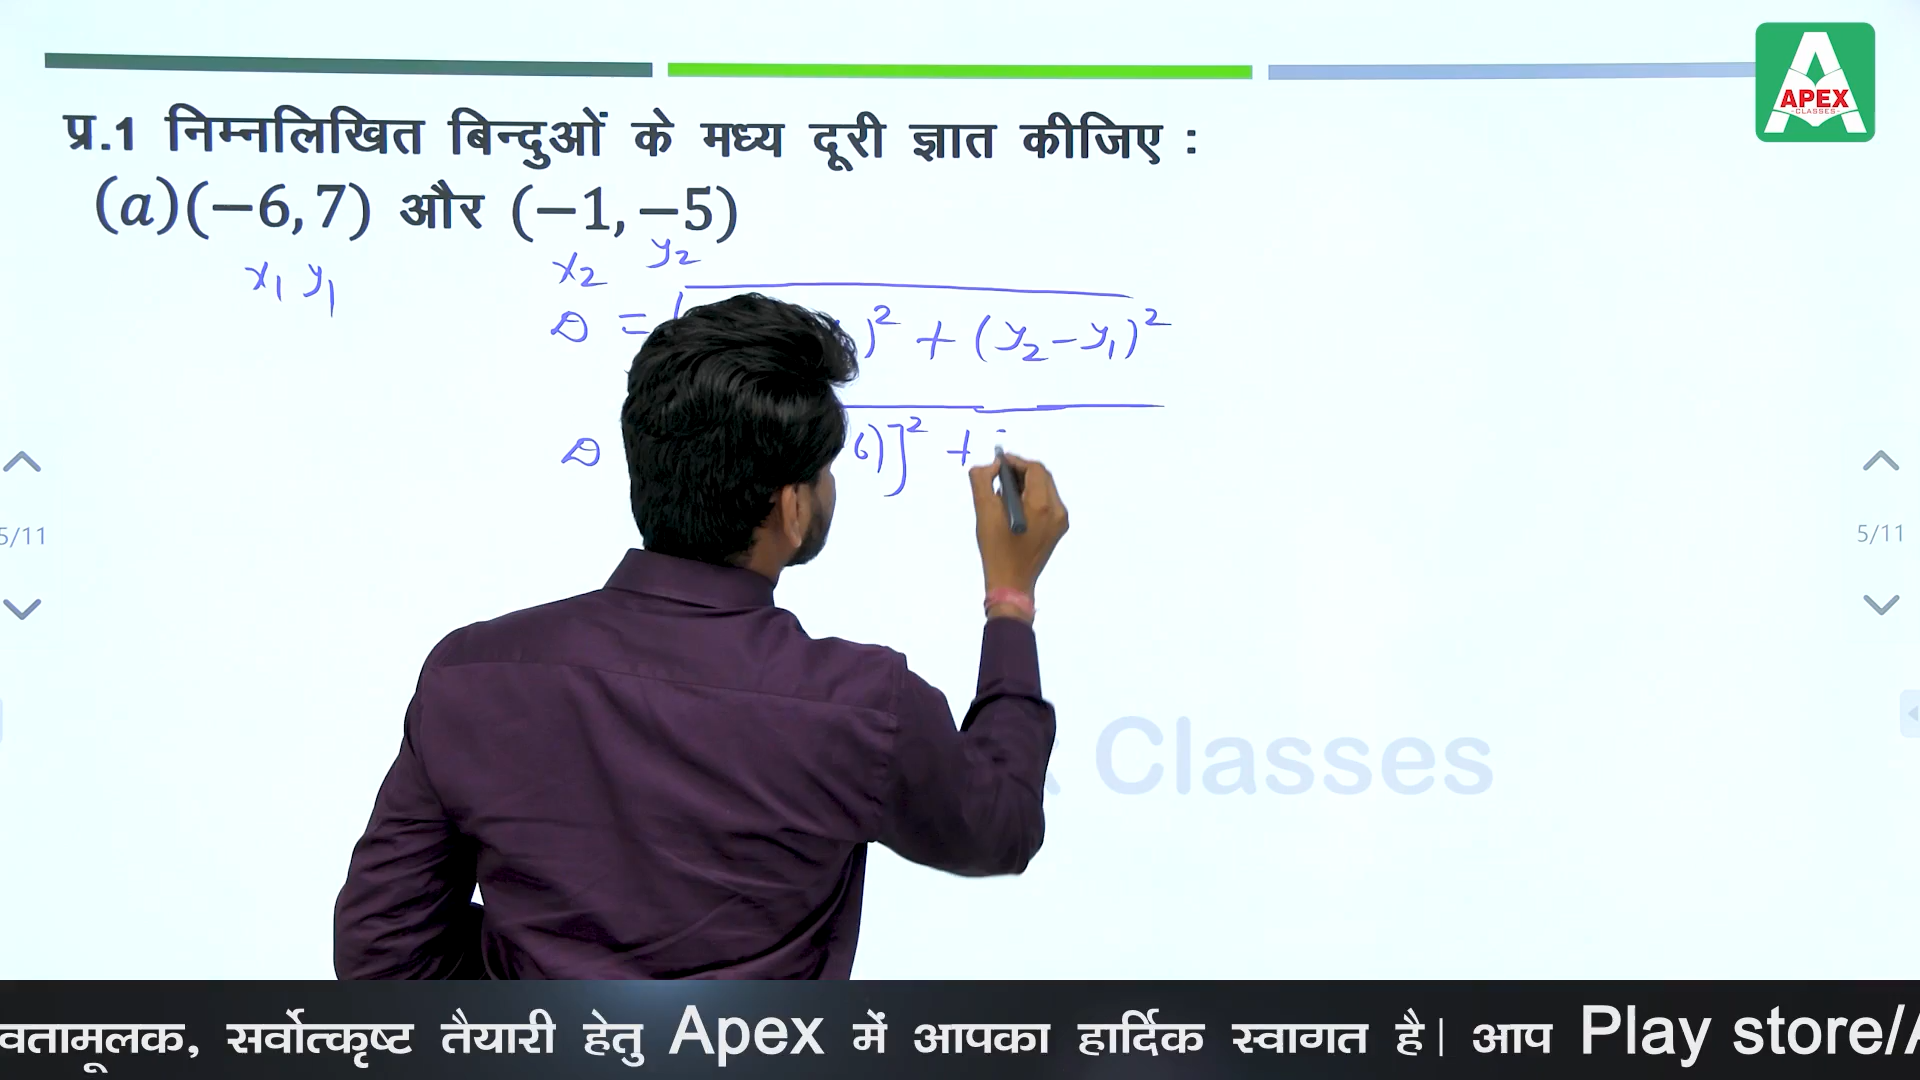 APEX
CLASSES
प्र.1 निम्नलिखित बिन्दुओं के मध्य दूरी ज्ञात कीजिए :
(a)(−6,7) और (−1,−5)
x₁ y₁ x₂ y₂
D = )² + (y₂−y₁)²
D 6)]² +
5/11
5/11
Classes
वतामूलक, सर्वोत्कृष्ट तैयारी हेतु Apex में आपका हार्दिक स्वागत है| आप Play store/A